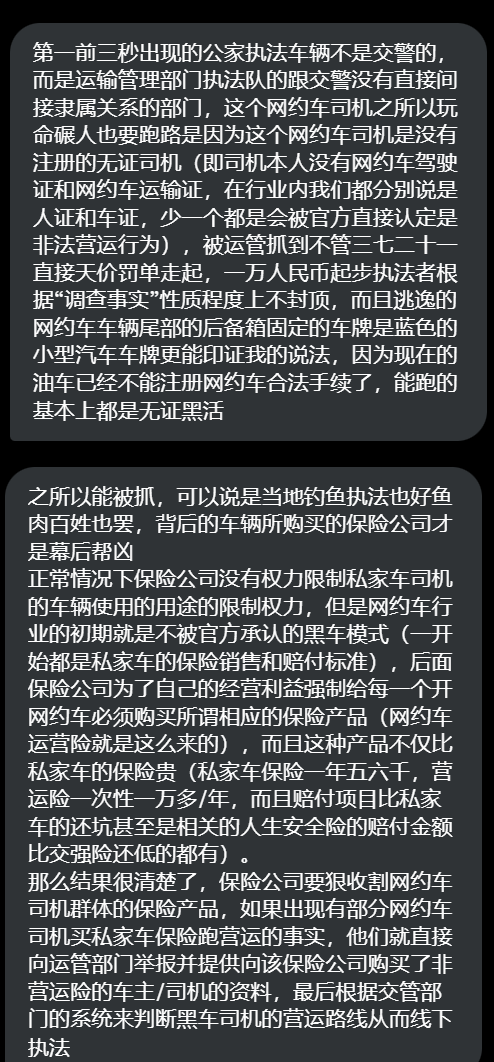 第一前三秒出现的公家执法车辆不是交警的，
而是运输管理部门执法队的跟交警没有直接间
接隶属关系的部门，这个网约车司机之所以玩
命碾人也要跑路是因为这个网约车司机是没有
注册的无证司机（即司机本人没有网约车驾驶
证和网约车运输证，在行业内我们都分别说是
人证和车证，少一个都是会被官方直接认定是
非法营运行为），被运管抓到不管三七二十一
直接天价罚单走起，一万人民币起步执法者根
据“调查事实”性质程度上不封顶，而且逃逸的
网约车车辆尾部的后备箱固定的车牌是蓝色的
小型汽车车牌更能印证我的说法，因为现在的
油车已经不能注册网约车合法手续了，能跑的
基本上都是无证黑活
之所以能被抓，可以说是当地钓鱼执法也好鱼
肉百姓也罢，背后的车辆所购买的保险公司才
是幕后帮凶
正常情况下保险公司没有权力限制私家车司机
的车辆使用的用途的限制权力，但是网约车行
业的初期就是不被官方承认的黑车模式（一开
始都是私家车的保险销售和赔付标准），后面
保险公司为了自己的经营利益强制给每一个开
网约车必须购买所谓相应的保险产品（网约车
运营险就是这么来的），而且这种产品不仅比
私家车的保险贵（私家车保险一年五六千，营
运险一次性一万多/年，而且赔付项目比私家
车的还坑甚至是相关的人生安全险的赔付金额
比交强险还低的都有）。
那么结果很清楚了，保险公司要狠收割网约车
司机群体的保险产品，如果出现有部分网约车
司机买私家车保险跑营运的事实，他们就直接
向运管部门举报并提供向该保险公司购买了非
营运险的车主/司机的资料，最后根据交管部
门的系统来判断黑车司机的营运路线从而线下
执法